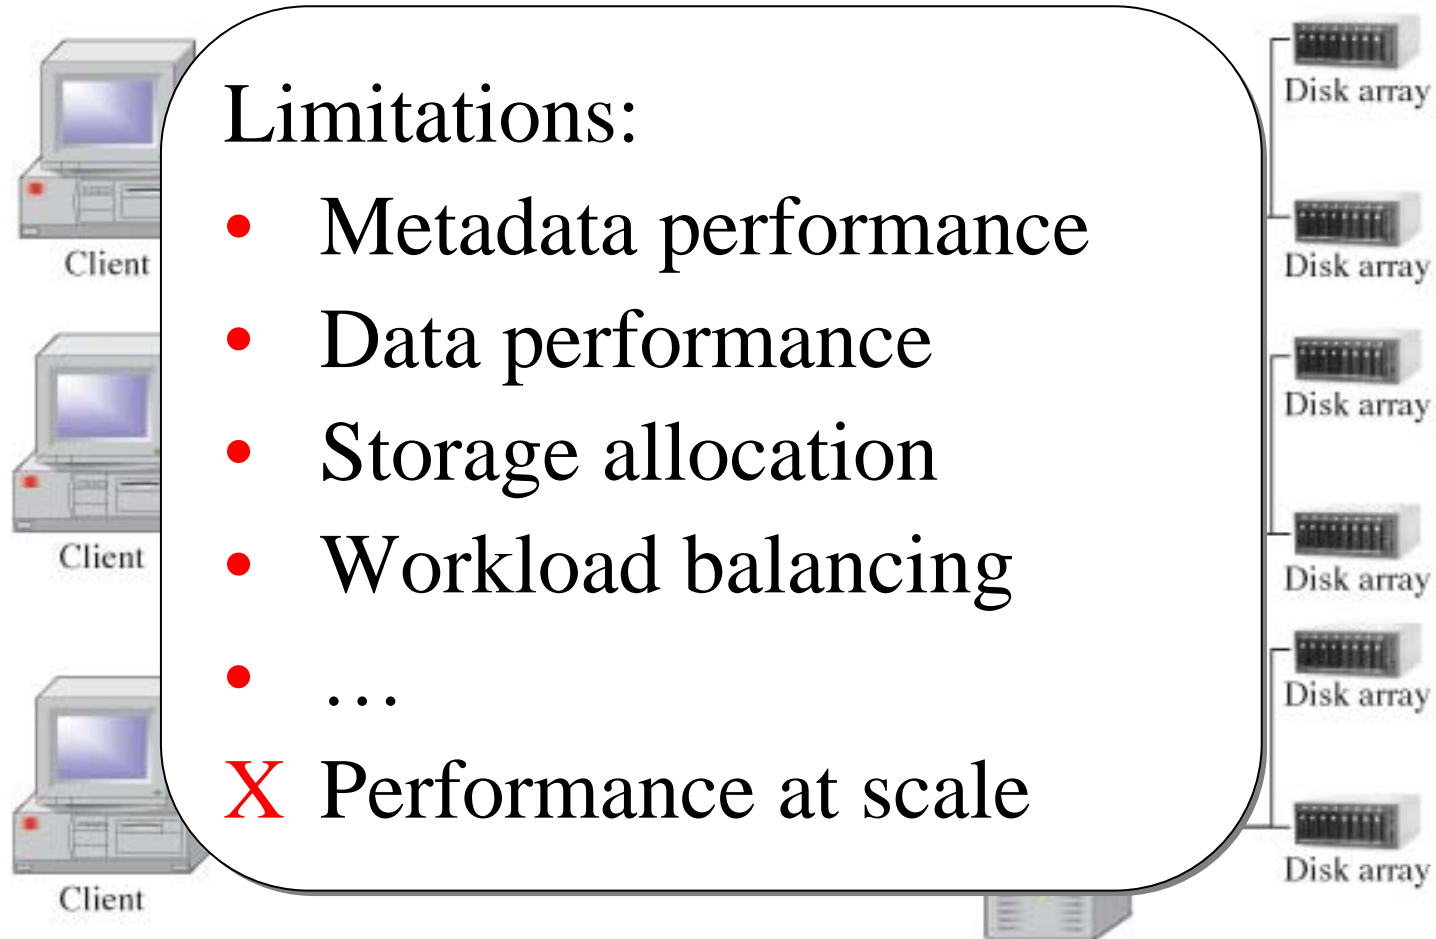 Limitations:
• Metadata performance
• Data performance
• Storage allocation
• Workload balancing
• …
X Performance at scale
Client
Client
Client
Disk array
Disk array
Disk array
Disk array
Disk array
Disk array